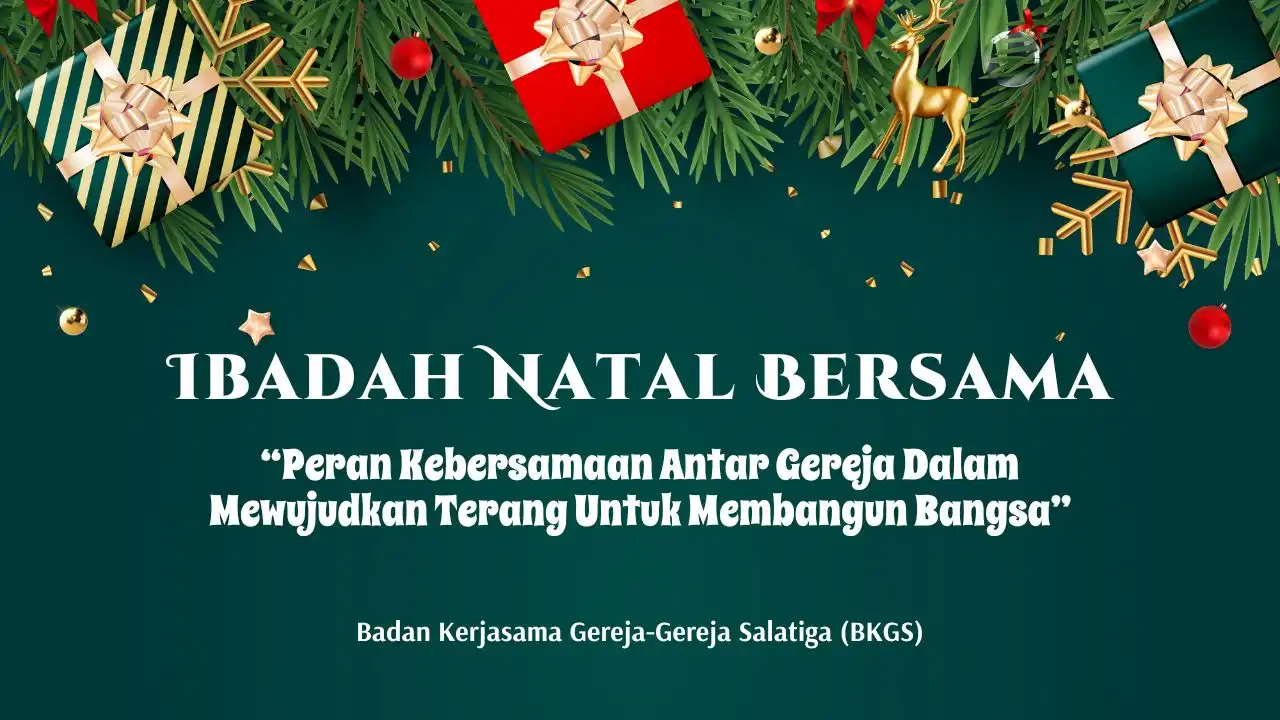 Ibadah Natal Bersama
“Peran Kebersamaan Antar Gereja Dalam
Mewujudkan Terang Untuk Membangun Bangsa”
Badan Kerjasama Gereja-Gereja Salatiga (BKGS)